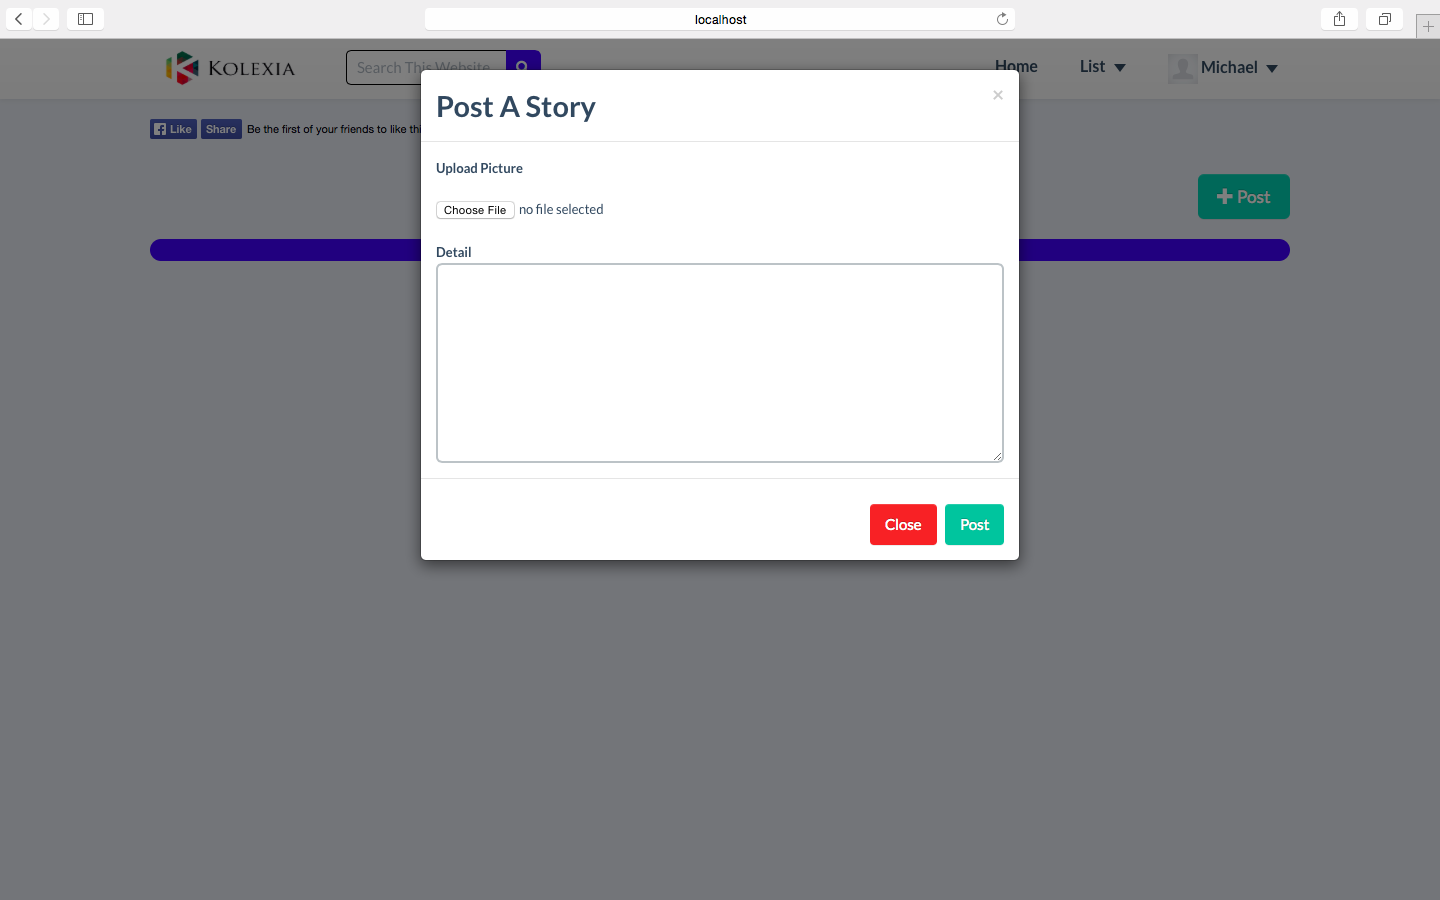 localhost
KOLEXIA
Search This Website
Home
List
Michael
Post A Story
×
Like
Share
Be the first of your friends to like
Upload Picture
Post
Choose File
no file selected
Detail
Close
Post